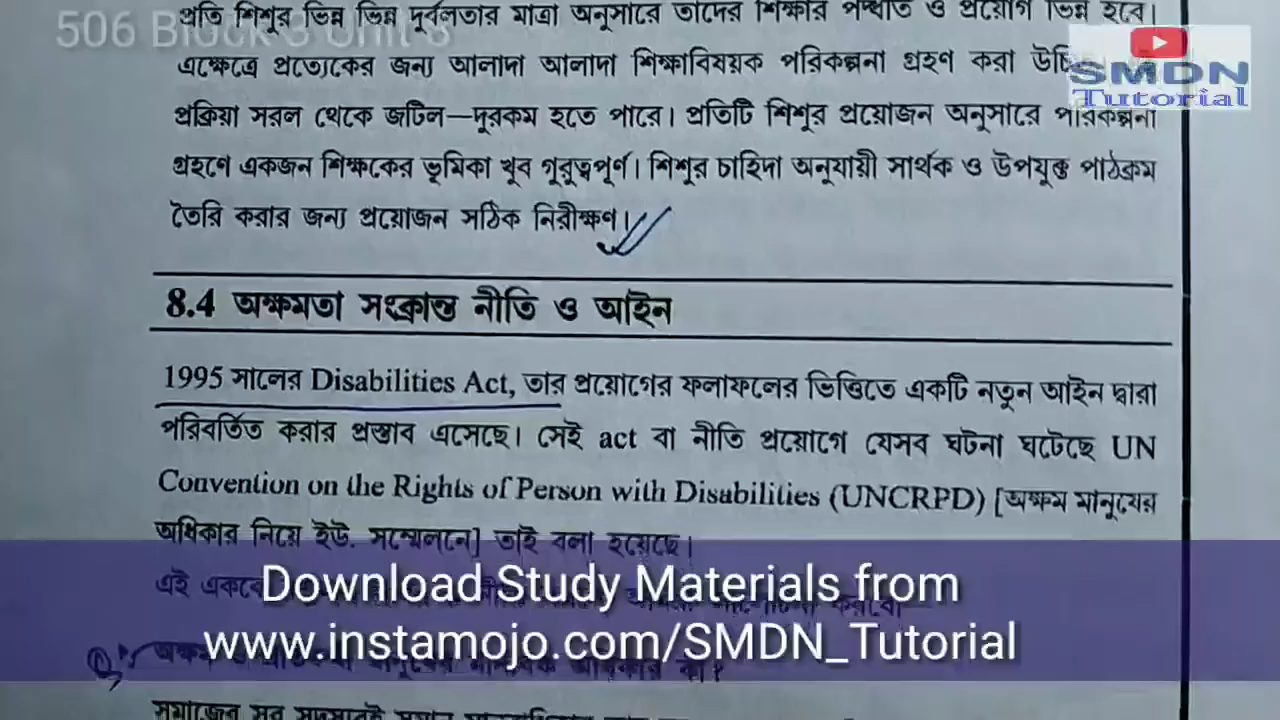 506 Block 3 Unit 8
প্রতি শিশুর ভিন্ন ভিন্ন দুর্বলতার মাত্রা অনুসারে তাদের শিক্ষার পদ্ধতি ও প্রয়োগ ভিন্ন হবে।
এক্ষেত্রে প্রত্যেকের জন্য আলাদা আলাদা শিক্ষাবিষয়ক পরিকল্পনা গ্রহণ করা
SMDN
Tutorial
প্রক্রিয়া সরল থেকে জটিল—দুরকম হতে পারে। প্রতিটি শিশুর প্রয়োজন অনুসারে পরিকল্পনা
গ্রহণে একজন শিক্ষকের ভূমিকা খুব গুরুত্বপূর্ণ। শিশুর চাহিদা অনুযায়ী সার্থক ও উপযুক্ত পাঠক্রম
তৈরি করার জন্য প্রয়োজন সঠিক নিরীক্ষণ।
8.4 অক্ষমতা সংক্রান্ত নীতি ও আইন
1995 সালের Disabilities Act, তার প্রয়োগের ফলাফলের ভিত্তিতে একটি নতুন আইন দ্বারা
পরিবর্তিত করার প্রস্তাব এসেছে। সেই act বা নীতি প্রয়োগে যেসব ঘটনা ঘটেছে UN
Convention on the Rights of Person with Disabilities (UNCRPD) [অক্ষম মানুষের
অধিকার নিয়ে ইউ. সম্মেলনে] তাই বলা হয়েছে।
এই
Download Study Materials from
www.instamojo.com/SMDN_Tutorial